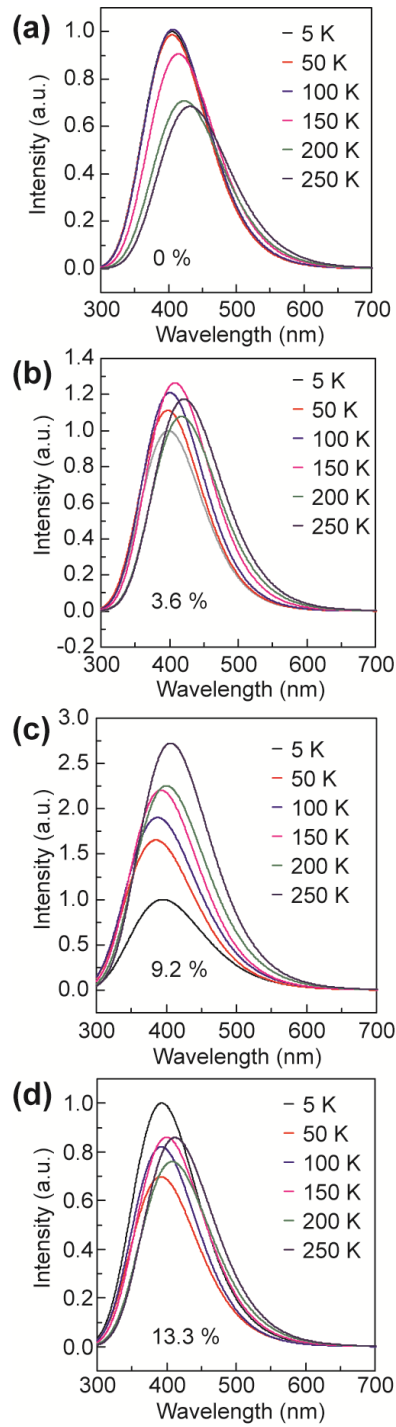 (a)
1.0
0.8
0.6
0.4
0.2
0.0
Intensity (a.u.)
5 K
50 K
100 K
150 K
200 K
250 K
0 %
300 400 500 600 700
Wavelength (nm)
(b)
1.4
1.2
1.0
0.8
0.6
0.4
0.2
0.0
-0.2
Intensity (a.u.)
5 K
50 K
100 K
150 K
200 K
250 K
3.6 %
300 400 500 600 700
Wavelength (nm)
(c)
3.0
2.5
2.0
1.5
1.0
0.5
0.0
Intensity (a.u.)
5 K
50 K
100 K
150 K
200 K
250 K
9.2 %
300 400 500 600 700
Wavelength (nm)
(d)
1.0
0.8
0.6
0.4
0.2
0.0
Intensity (a.u.)
5 K
50 K
100 K
150 K
200 K
250 K
13.3 %
300 400 500 600 700
Wavelength (nm)